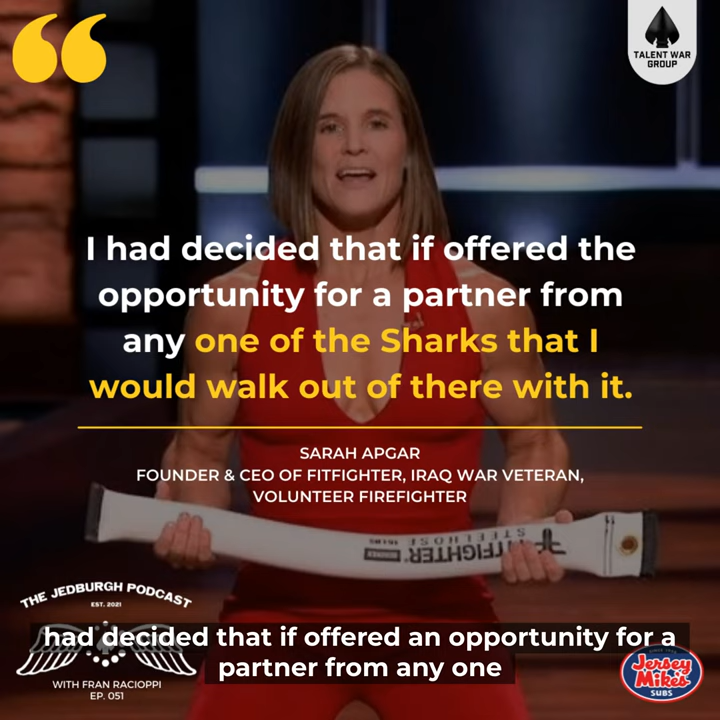 TALENT WAR
GROUP
I had decided that if offered the
opportunity for a partner from
any one of the Sharks that I
would walk out of there with it.
SARAH APGAR
FOUNDER & CEO OF FITFIGHTER, IRAQ WAR VETERAN,
VOLUNTEER FIREFIGHTER
FITFIGHTER
STEELHOSE
THE JEDBURGH PODCAST
EST. 2021
had decided that if offered an opportunity for a
partner from any one
WITH FRAN RACIOPPI
EP. 051
Jersey
Mike's
SUBS